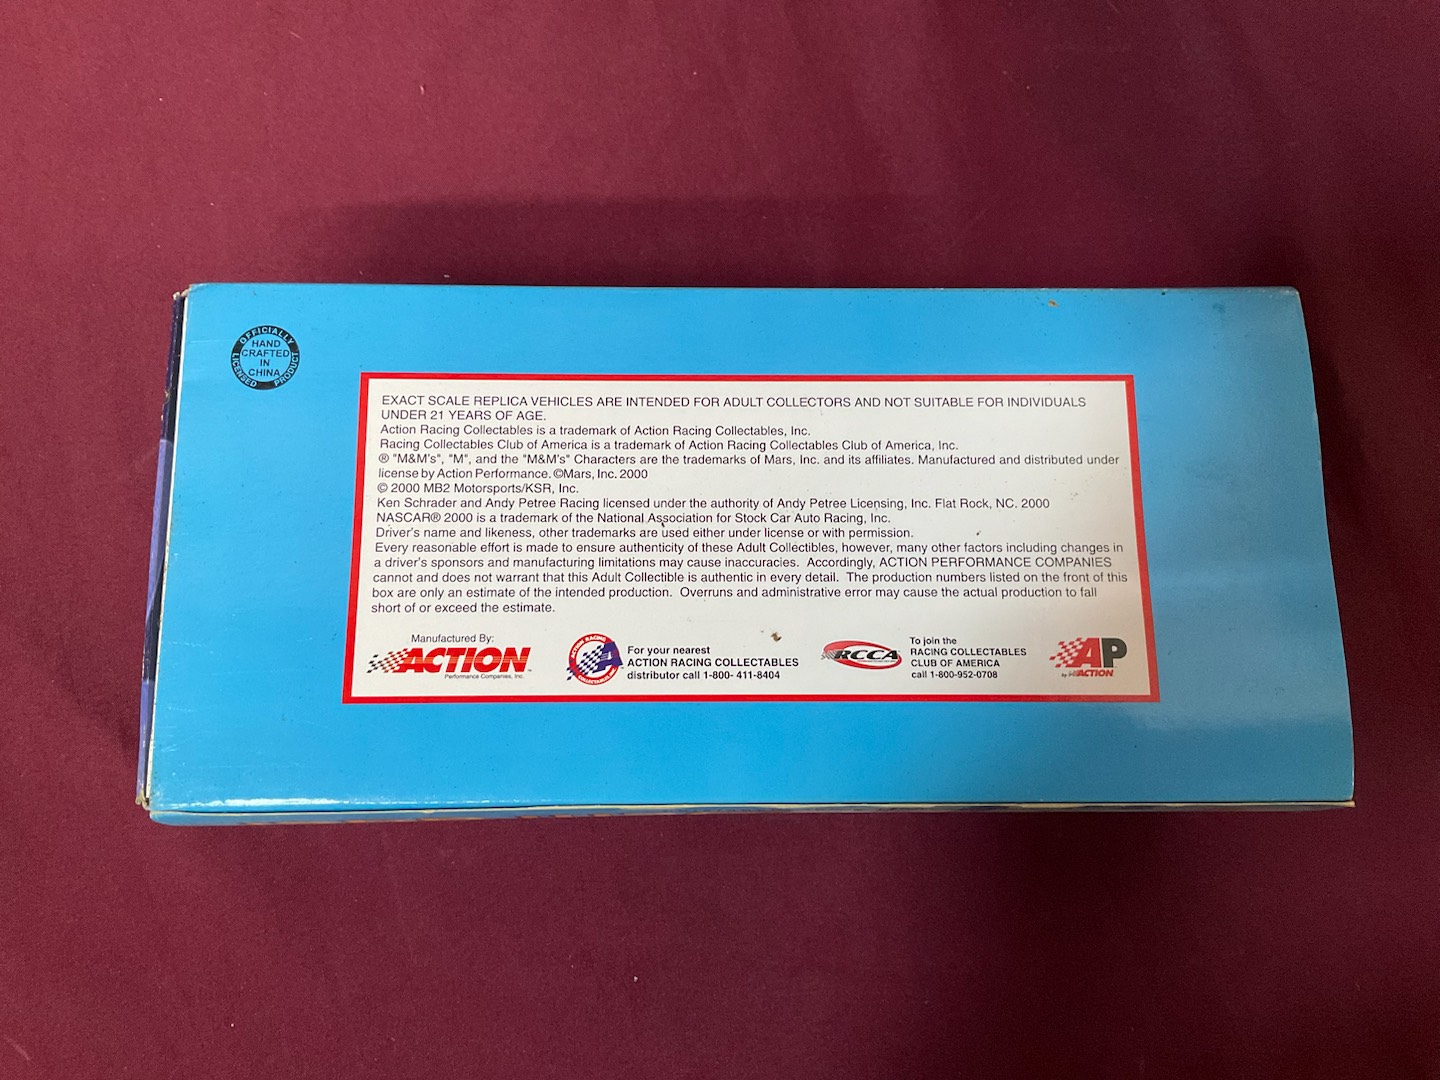 OFFICIALLY
HAND
CRAFTED
IN
CHINA
LICENSED PRODUCT
EXACT SCALE REPLICA VEHICLES ARE INTENDED FOR ADULT COLLECTORS AND NOT SUITABLE FOR INDIVIDUALS
UNDER 21 YEARS OF AGE.
Action Racing Collectables is a trademark of Action Racing Collectables, Inc.
Racing Collectables Club of America is a trademark of Action Racing Collectables Club of America, Inc.
® "M&M's", "M", and the "M&M's" Characters are the trademarks of Mars, Inc. and its affiliates. Manufactured and distributed under
license by Action Performance. ©Mars, Inc. 2000
© 2000 MB2 Motorsports/KSR, Inc.
Ken Schrader and Andy Petree Racing licensed under the authority of Andy Petree Licensing, Inc. Flat Rock, NC. 2000
NASCAR® 2000 is a trademark of the National Association for Stock Car Auto Racing, Inc.
Driver's name and likeness, other trademarks are used either under license or with permission.
Every reasonable effort is made to ensure authenticity of these Adult Collectibles, however, many other factors including changes in
a driver's sponsors and manufacturing limitations may cause inaccuracies. Accordingly, ACTION PERFORMANCE COMPANIES
cannot and does not warrant that this Adult Collectible is authentic in every detail. The production numbers listed on the front of this
box are only an estimate of the intended production. Overruns and administrative error may cause the actual production to fall
short of or exceed the estimate.
Manufactured By:
ACTION
Performance Companies, Inc.
ACTION RACING
A
COLLECTABLES
For your nearest
ACTION RACING COLLECTABLES
distributor call 1-800- 411-8404
RCCA
To join the
RACING COLLECTABLES
CLUB OF AMERICA
call 1-800-952-0708
AP
by ACTION